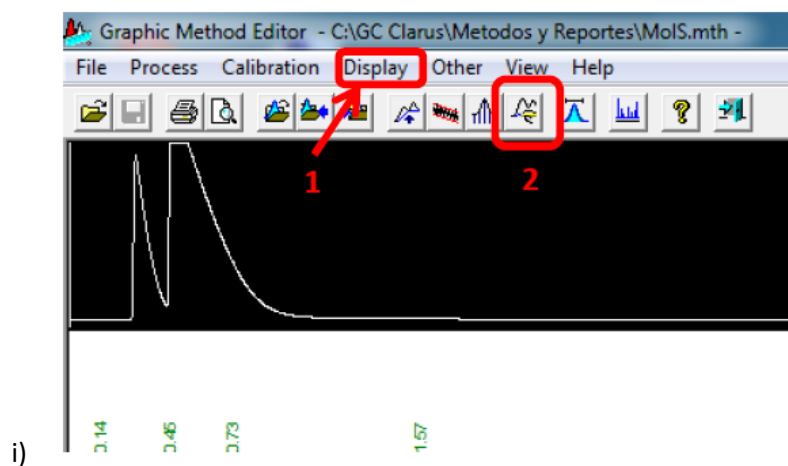 Graphic Method Editor - C:\GC Clarus\Metodos y Reportes\MolS.mth -
File Process Calibration Display Other View Help
1
2
0.14
0.45
0.73
1.57
i)